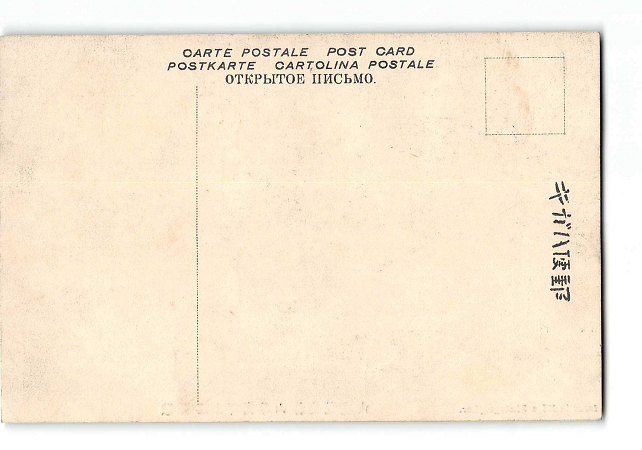 CARTE POSTALE POST CARD
POSTKARTE CARTOLINA POSTALE
ОТКРЫТОЕ ПИСЬМО.
郵便ハガキ